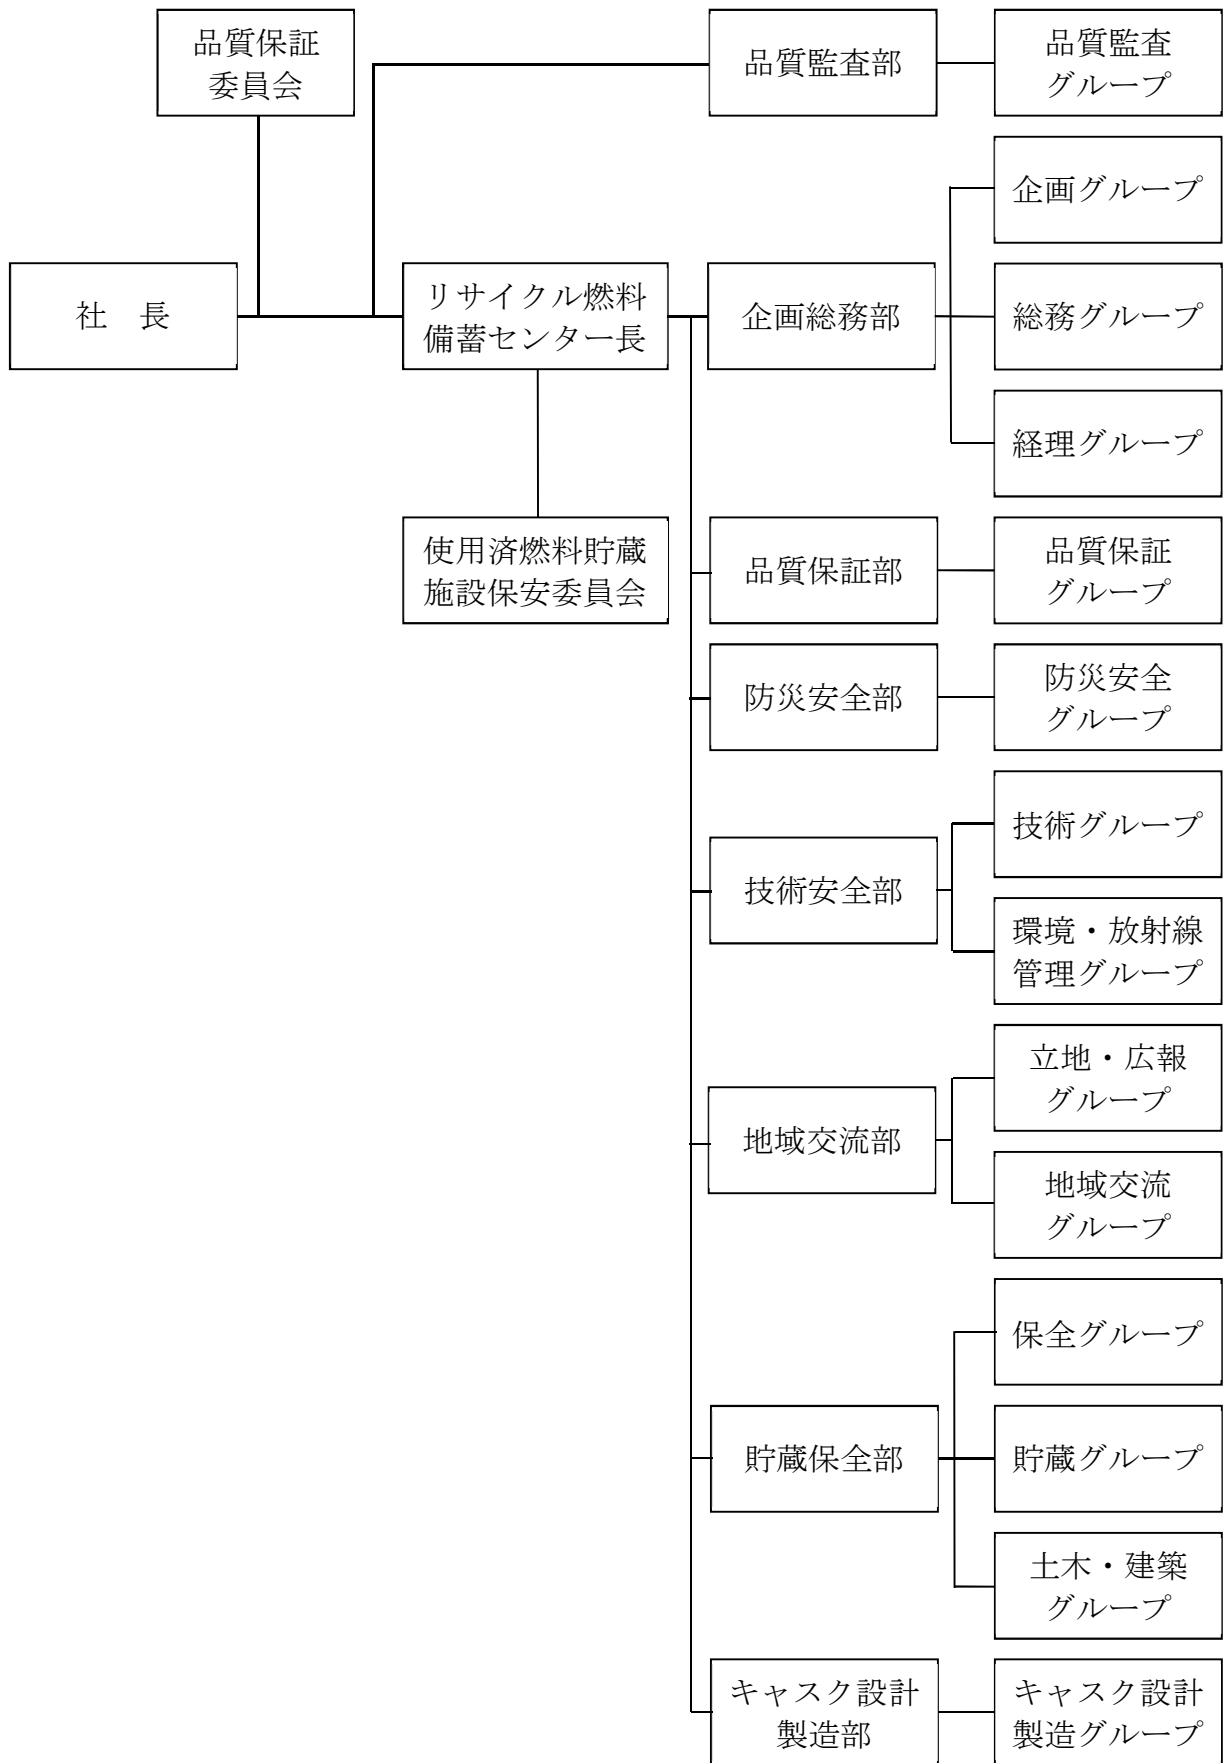 品質保証
委員会
品質監査部
品質監査
グループ
企画グループ
社　長
リサイクル燃料
備蓄センター長
企画総務部
総務グループ
経理グループ
使用済燃料貯蔵
施設保安委員会
品質保証部
品質保証
グループ
防災安全部
防災安全
グループ
技術安全部
技術グループ
環境・放射線
管理グループ
地域交流部
立地・広報
グループ
地域交流
グループ
貯蔵保全部
保全グループ
貯蔵グループ
土木・建築
グループ
キャスク設計
製造部
キャスク設計
製造グループ